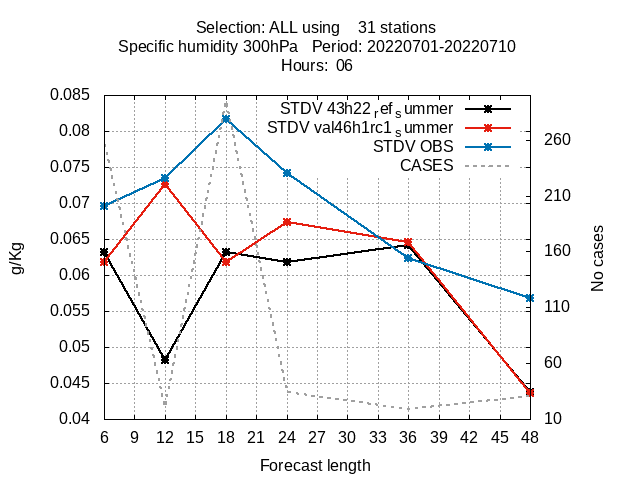 Selection: ALL using    31 stations
Specific humidity 300hPa   Period: 20220701-20220710
Hours:  06
STDV 43h22_ref_summer
STDV val46h1rc1_summer
STDV OBS
CASES
0.085
0.08
0.075
0.07
0.065
0.06
0.055
0.05
0.045
0.04
g/Kg
260
210
160
110
60
10
No cases
6 9 12 15 18 21 24 27 30 33 36 39 42 45 48
Forecast length